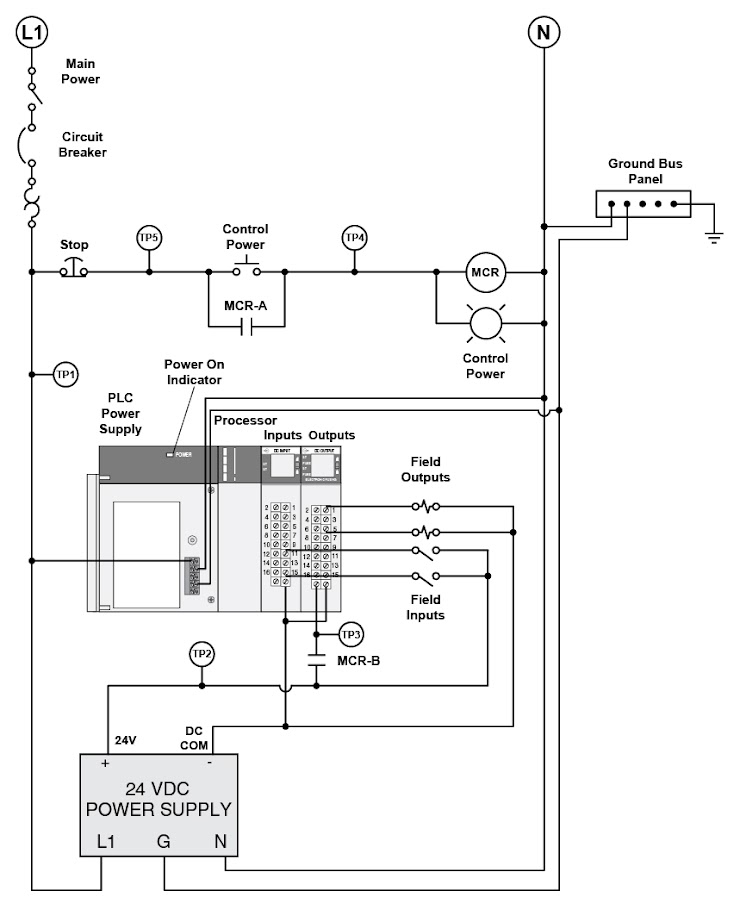 L1
N
Main
Power
Circuit
Breaker
Ground Bus
Panel
Stop
TP5
Control
Power
TP4
MCR
MCR-A
Control
Power
TP1
Power On
Indicator
PLC
Power
Supply
Processor
Inputs Outputs
POWER
DC INPUT
DC OUTPUT
Field
Outputs
2 1
4 3
6 5
8 7
10 9
12 11
14 13
16 15
2 1
4 3
6 5
8 7
10 9
12 11
14 13
16 15
Field
Inputs
TP3
TP2
MCR-B
24V
DC
COM
+ -
24 VDC
POWER SUPPLY
L1 G N